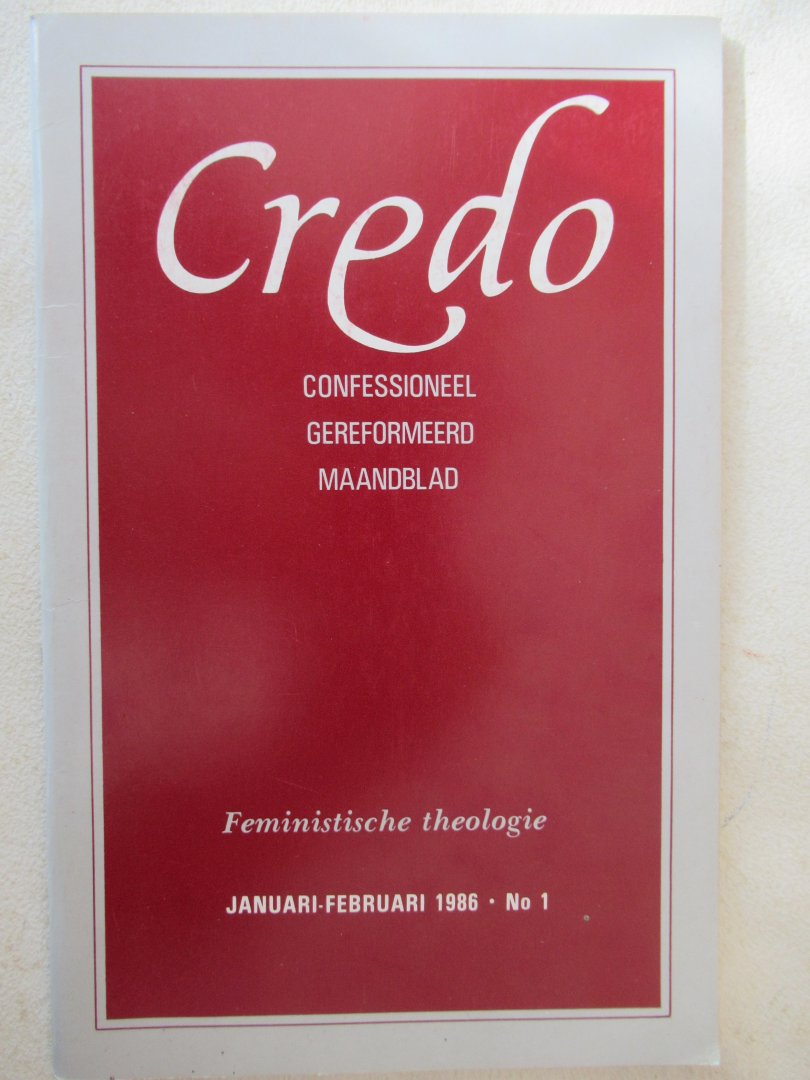 Credo
CONFESSIONEEL
GEREFORMEERD
MAANDBLAD
Feministische theologie
JANUARI-FEBRUARI 1986 • No 1